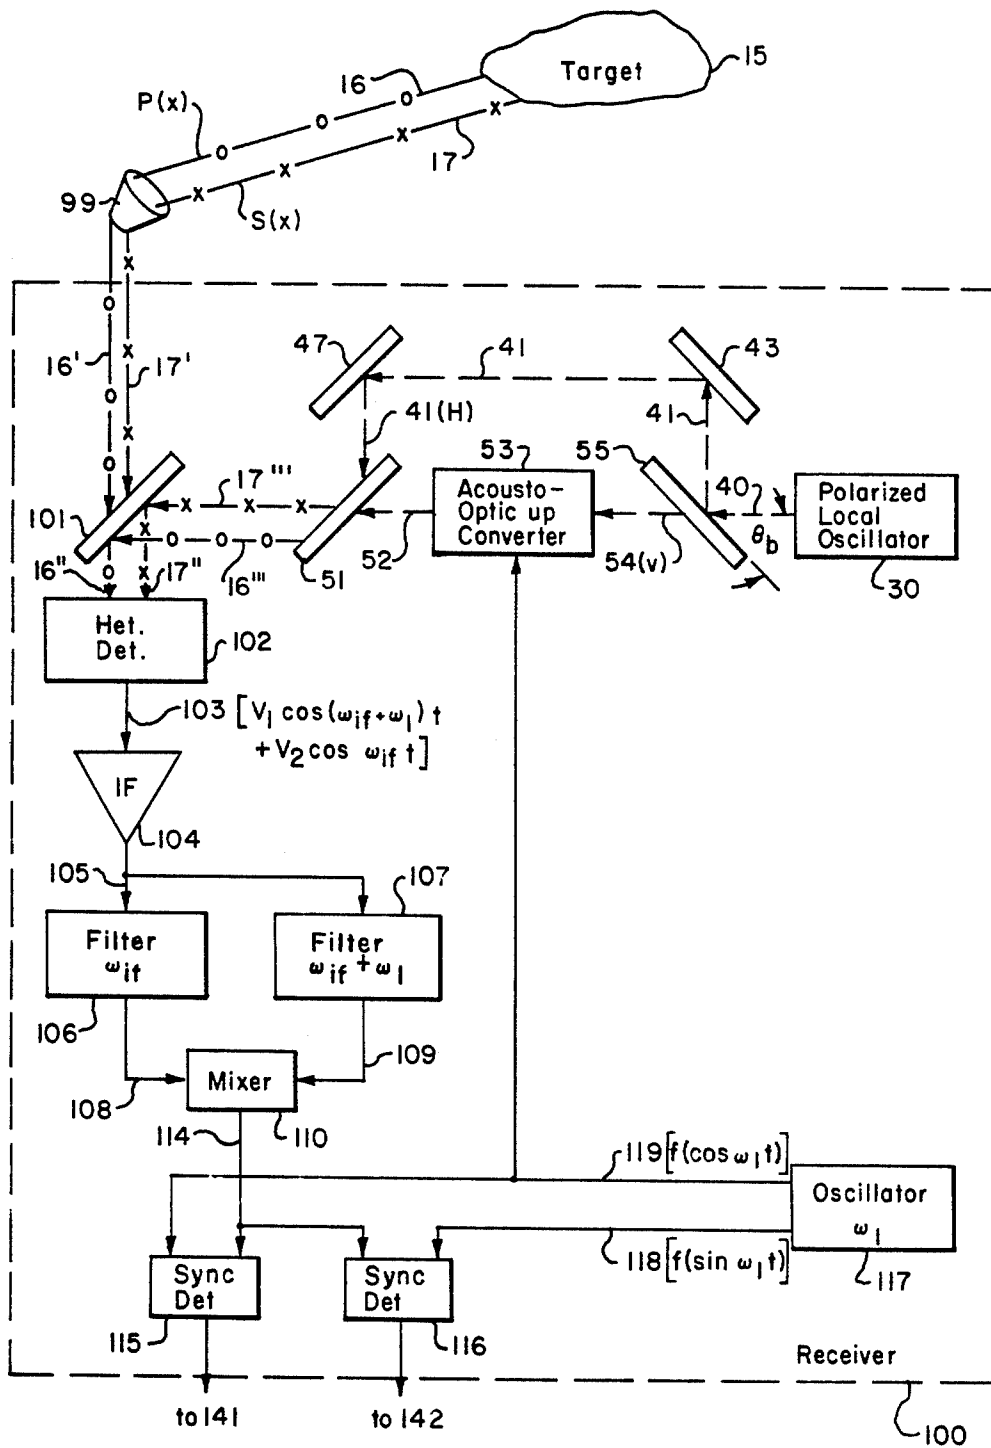 Target
15
16
P(x)
17
99
S(x)
47
41
43
16'
17'
41(H)
41
53
55
17'''
Acousto-
Optic up
Converter
40
Polarized
Local
Oscillator
101
θb
16''
17''
16'''
51
52
54(v)
30
Het.
Det.
102
103 [V1 cos(ωif+ω1) t
+ V2 cos ωif t]
IF
104
105
107
Filter
ωif
Filter
ωif + ω1
106
109
Mixer
108
114
110
119[f(cos ω1 t)]
Oscillator
ω1
118[f(sin ω1 t)]
117
Sync
Det
Sync
Det
115
116
Receiver
to 141
to 142
100